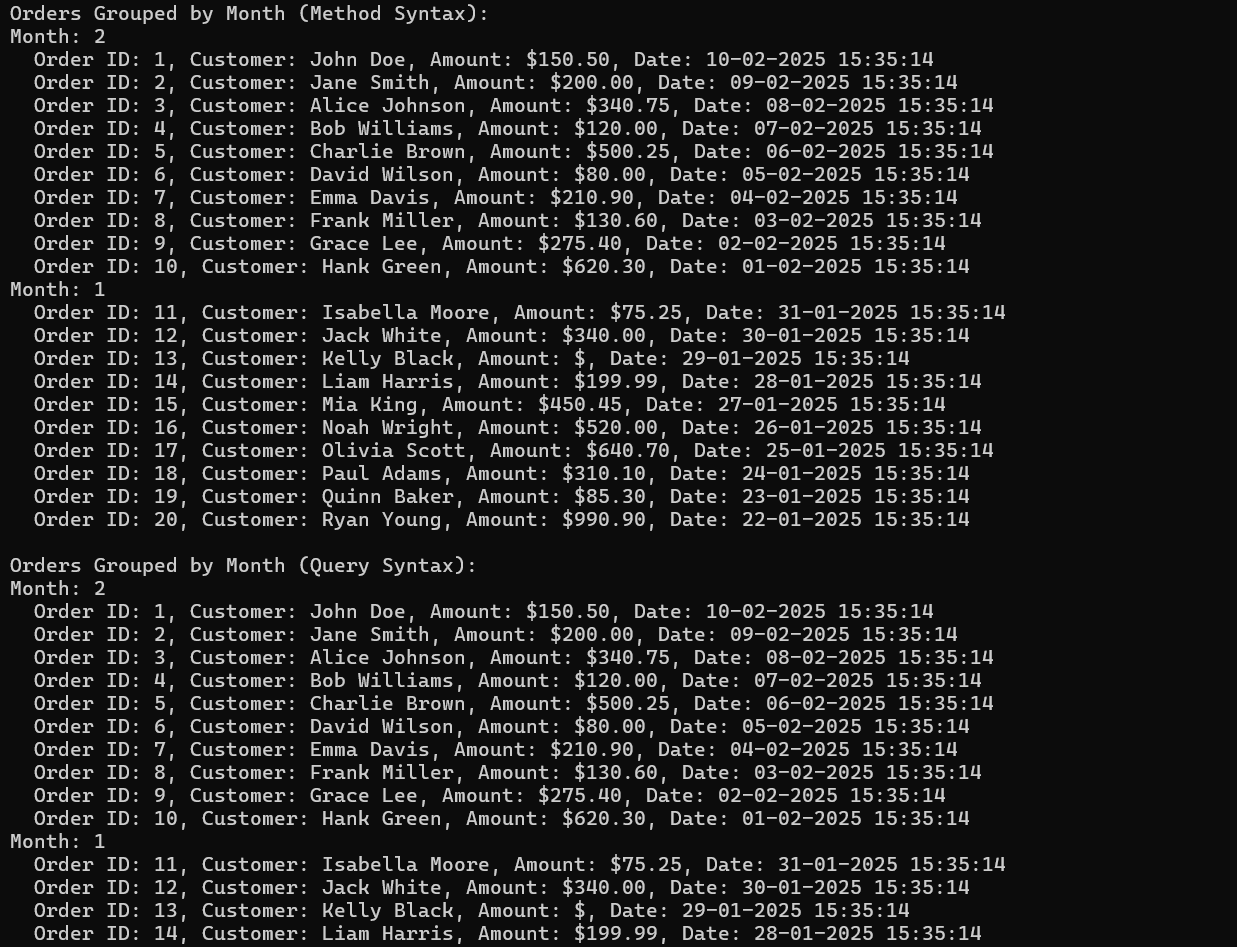 Orders Grouped by Month (Method Syntax):
Month: 2
  Order ID: 1, Customer: John Doe, Amount: $150.50, Date: 10-02-2025 15:35:14
  Order ID: 2, Customer: Jane Smith, Amount: $200.00, Date: 09-02-2025 15:35:14
  Order ID: 3, Customer: Alice Johnson, Amount: $340.75, Date: 08-02-2025 15:35:14
  Order ID: 4, Customer: Bob Williams, Amount: $120.00, Date: 07-02-2025 15:35:14
  Order ID: 5, Customer: Charlie Brown, Amount: $500.25, Date: 06-02-2025 15:35:14
  Order ID: 6, Customer: David Wilson, Amount: $80.00, Date: 05-02-2025 15:35:14
  Order ID: 7, Customer: Emma Davis, Amount: $210.90, Date: 04-02-2025 15:35:14
  Order ID: 8, Customer: Frank Miller, Amount: $130.60, Date: 03-02-2025 15:35:14
  Order ID: 9, Customer: Grace Lee, Amount: $275.40, Date: 02-02-2025 15:35:14
  Order ID: 10, Customer: Hank Green, Amount: $620.30, Date: 01-02-2025 15:35:14
Month: 1
  Order ID: 11, Customer: Isabella Moore, Amount: $75.25, Date: 31-01-2025 15:35:14
  Order ID: 12, Customer: Jack White, Amount: $340.00, Date: 30-01-2025 15:35:14
  Order ID: 13, Customer: Kelly Black, Amount: $, Date: 29-01-2025 15:35:14
  Order ID: 14, Customer: Liam Harris, Amount: $199.99, Date: 28-01-2025 15:35:14
  Order ID: 15, Customer: Mia King, Amount: $450.45, Date: 27-01-2025 15:35:14
  Order ID: 16, Customer: Noah Wright, Amount: $520.00, Date: 26-01-2025 15:35:14
  Order ID: 17, Customer: Olivia Scott, Amount: $640.70, Date: 25-01-2025 15:35:14
  Order ID: 18, Customer: Paul Adams, Amount: $310.10, Date: 24-01-2025 15:35:14
  Order ID: 19, Customer: Quinn Baker, Amount: $85.30, Date: 23-01-2025 15:35:14
  Order ID: 20, Customer: Ryan Young, Amount: $990.90, Date: 22-01-2025 15:35:14

Orders Grouped by Month (Query Syntax):
Month: 2
  Order ID: 1, Customer: John Doe, Amount: $150.50, Date: 10-02-2025 15:35:14
  Order ID: 2, Customer: Jane Smith, Amount: $200.00, Date: 09-02-2025 15:35:14
  Order ID: 3, Customer: Alice Johnson, Amount: $340.75, Date: 08-02-2025 15:35:14
  Order ID: 4, Customer: Bob Williams, Amount: $120.00, Date: 07-02-2025 15:35:14
  Order ID: 5, Customer: Charlie Brown, Amount: $500.25, Date: 06-02-2025 15:35:14
  Order ID: 6, Customer: David Wilson, Amount: $80.00, Date: 05-02-2025 15:35:14
  Order ID: 7, Customer: Emma Davis, Amount: $210.90, Date: 04-02-2025 15:35:14
  Order ID: 8, Customer: Frank Miller, Amount: $130.60, Date: 03-02-2025 15:35:14
  Order ID: 9, Customer: Grace Lee, Amount: $275.40, Date: 02-02-2025 15:35:14
  Order ID: 10, Customer: Hank Green, Amount: $620.30, Date: 01-02-2025 15:35:14
Month: 1
  Order ID: 11, Customer: Isabella Moore, Amount: $75.25, Date: 31-01-2025 15:35:14
  Order ID: 12, Customer: Jack White, Amount: $340.00, Date: 30-01-2025 15:35:14
  Order ID: 13, Customer: Kelly Black, Amount: $, Date: 29-01-2025 15:35:14
  Order ID: 14, Customer: Liam Harris, Amount: $199.99, Date: 28-01-2025 15:35:14